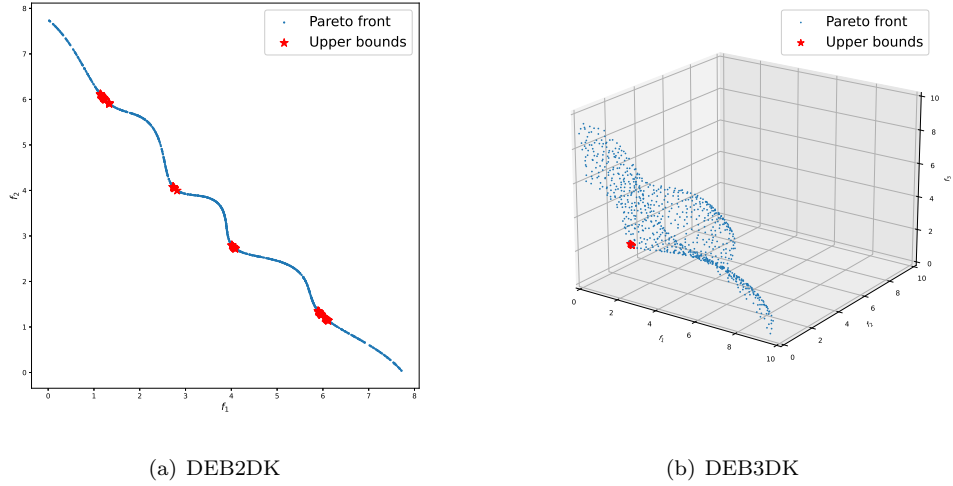 Pareto front
Upper bounds
8
7
6
5
4
3
2
1
0
f2
0 1 2 3 4 5 6 7 8
f1
(a) DEB2DK
Pareto front
Upper bounds
10
8
6
4
2
0
f3
0 2 4 6 8 10
f1
0 2 4 6 8 10
f2
(b) DEB3DK